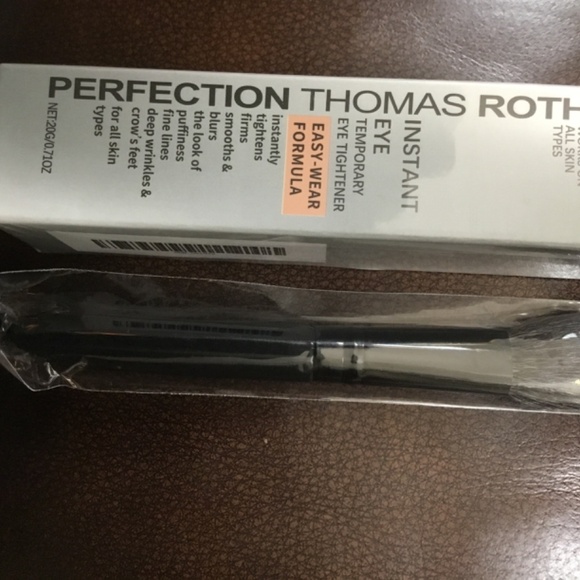 PERFECTION THOMAS ROTH
ALL SKIN
TYPES
INSTANT
EYE
TEMPORARY
EYE TIGHTENER
EASY-WEAR
FORMULA
instantly
tightens
firms
smooths &
blurs
the look of
puffiness
fine lines
deep wrinkles &
crow's feet
for all skin
types
NET:20G/0.71OZ